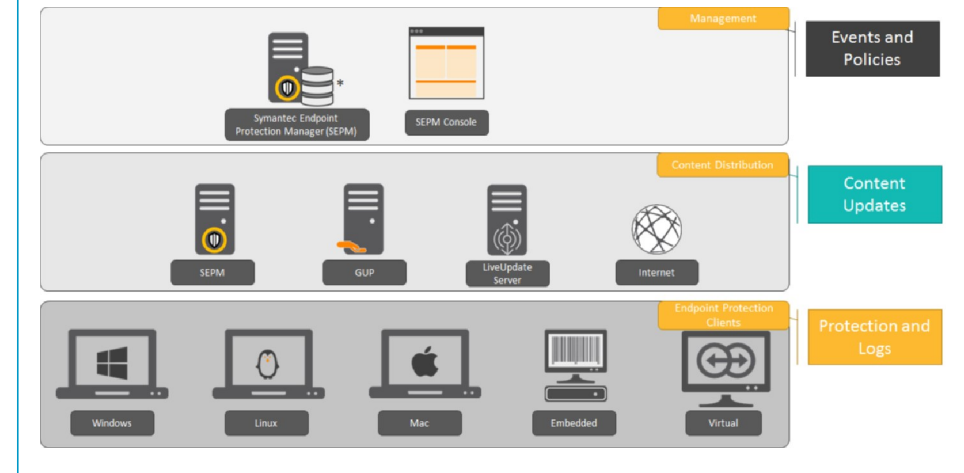 Management
Events and
Policies
*
Symantec Endpoint
Protection Manager (SEPM)
SEPM Console
Content Distribution
Content
Updates
SEPM
GUP
LiveUpdate
Server
Internet
Endpoint Protection
Clients
Protection and
Logs
Windows
Linux
Mac
Embedded
Virtual